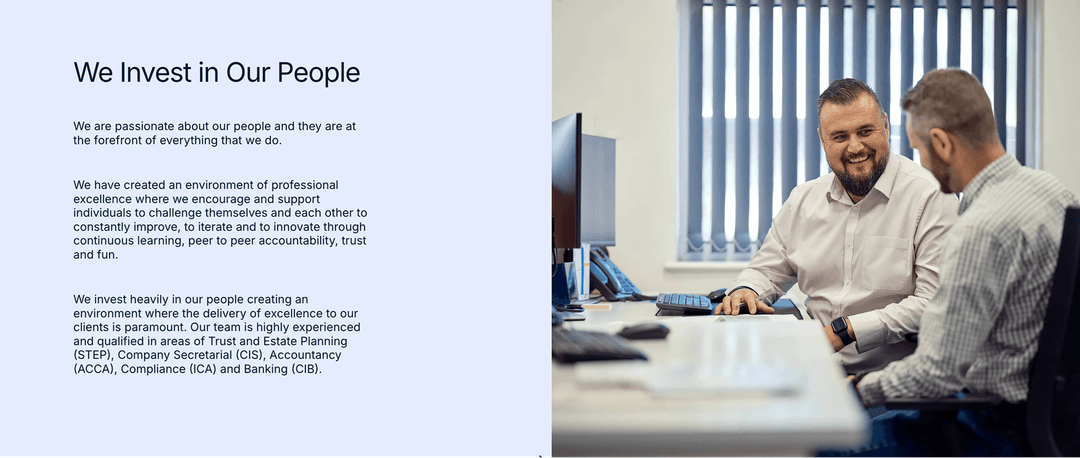 We Invest in Our People
We are passionate about our people and they are at
the forefront of everything that we do.
We have created an environment of professional
excellence where we encourage and support
individuals to challenge themselves and each other to
constantly improve, to iterate and to innovate through
continuous learning, peer to peer accountability, trust
and fun.
We invest heavily in our people creating an
environment where the delivery of excellence to our
clients is paramount. Our team is highly experienced
and qualified in areas of Trust and Estate Planning
(STEP), Company Secretarial (CIS), Accountancy
(ACCA), Compliance (ICA) and Banking (CIB).